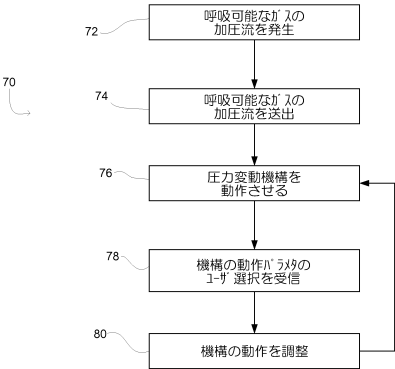 70
72
呼吸可能なｶﾞｽの
加圧流を発生
74
呼吸可能なｶﾞｽの
加圧流を送出
76
圧力変動機構を
動作させる
78
機構の動作ﾊﾟﾗﾒﾀの
ﾕｰｻﾞ選択を受信
80
機構の動作を調整